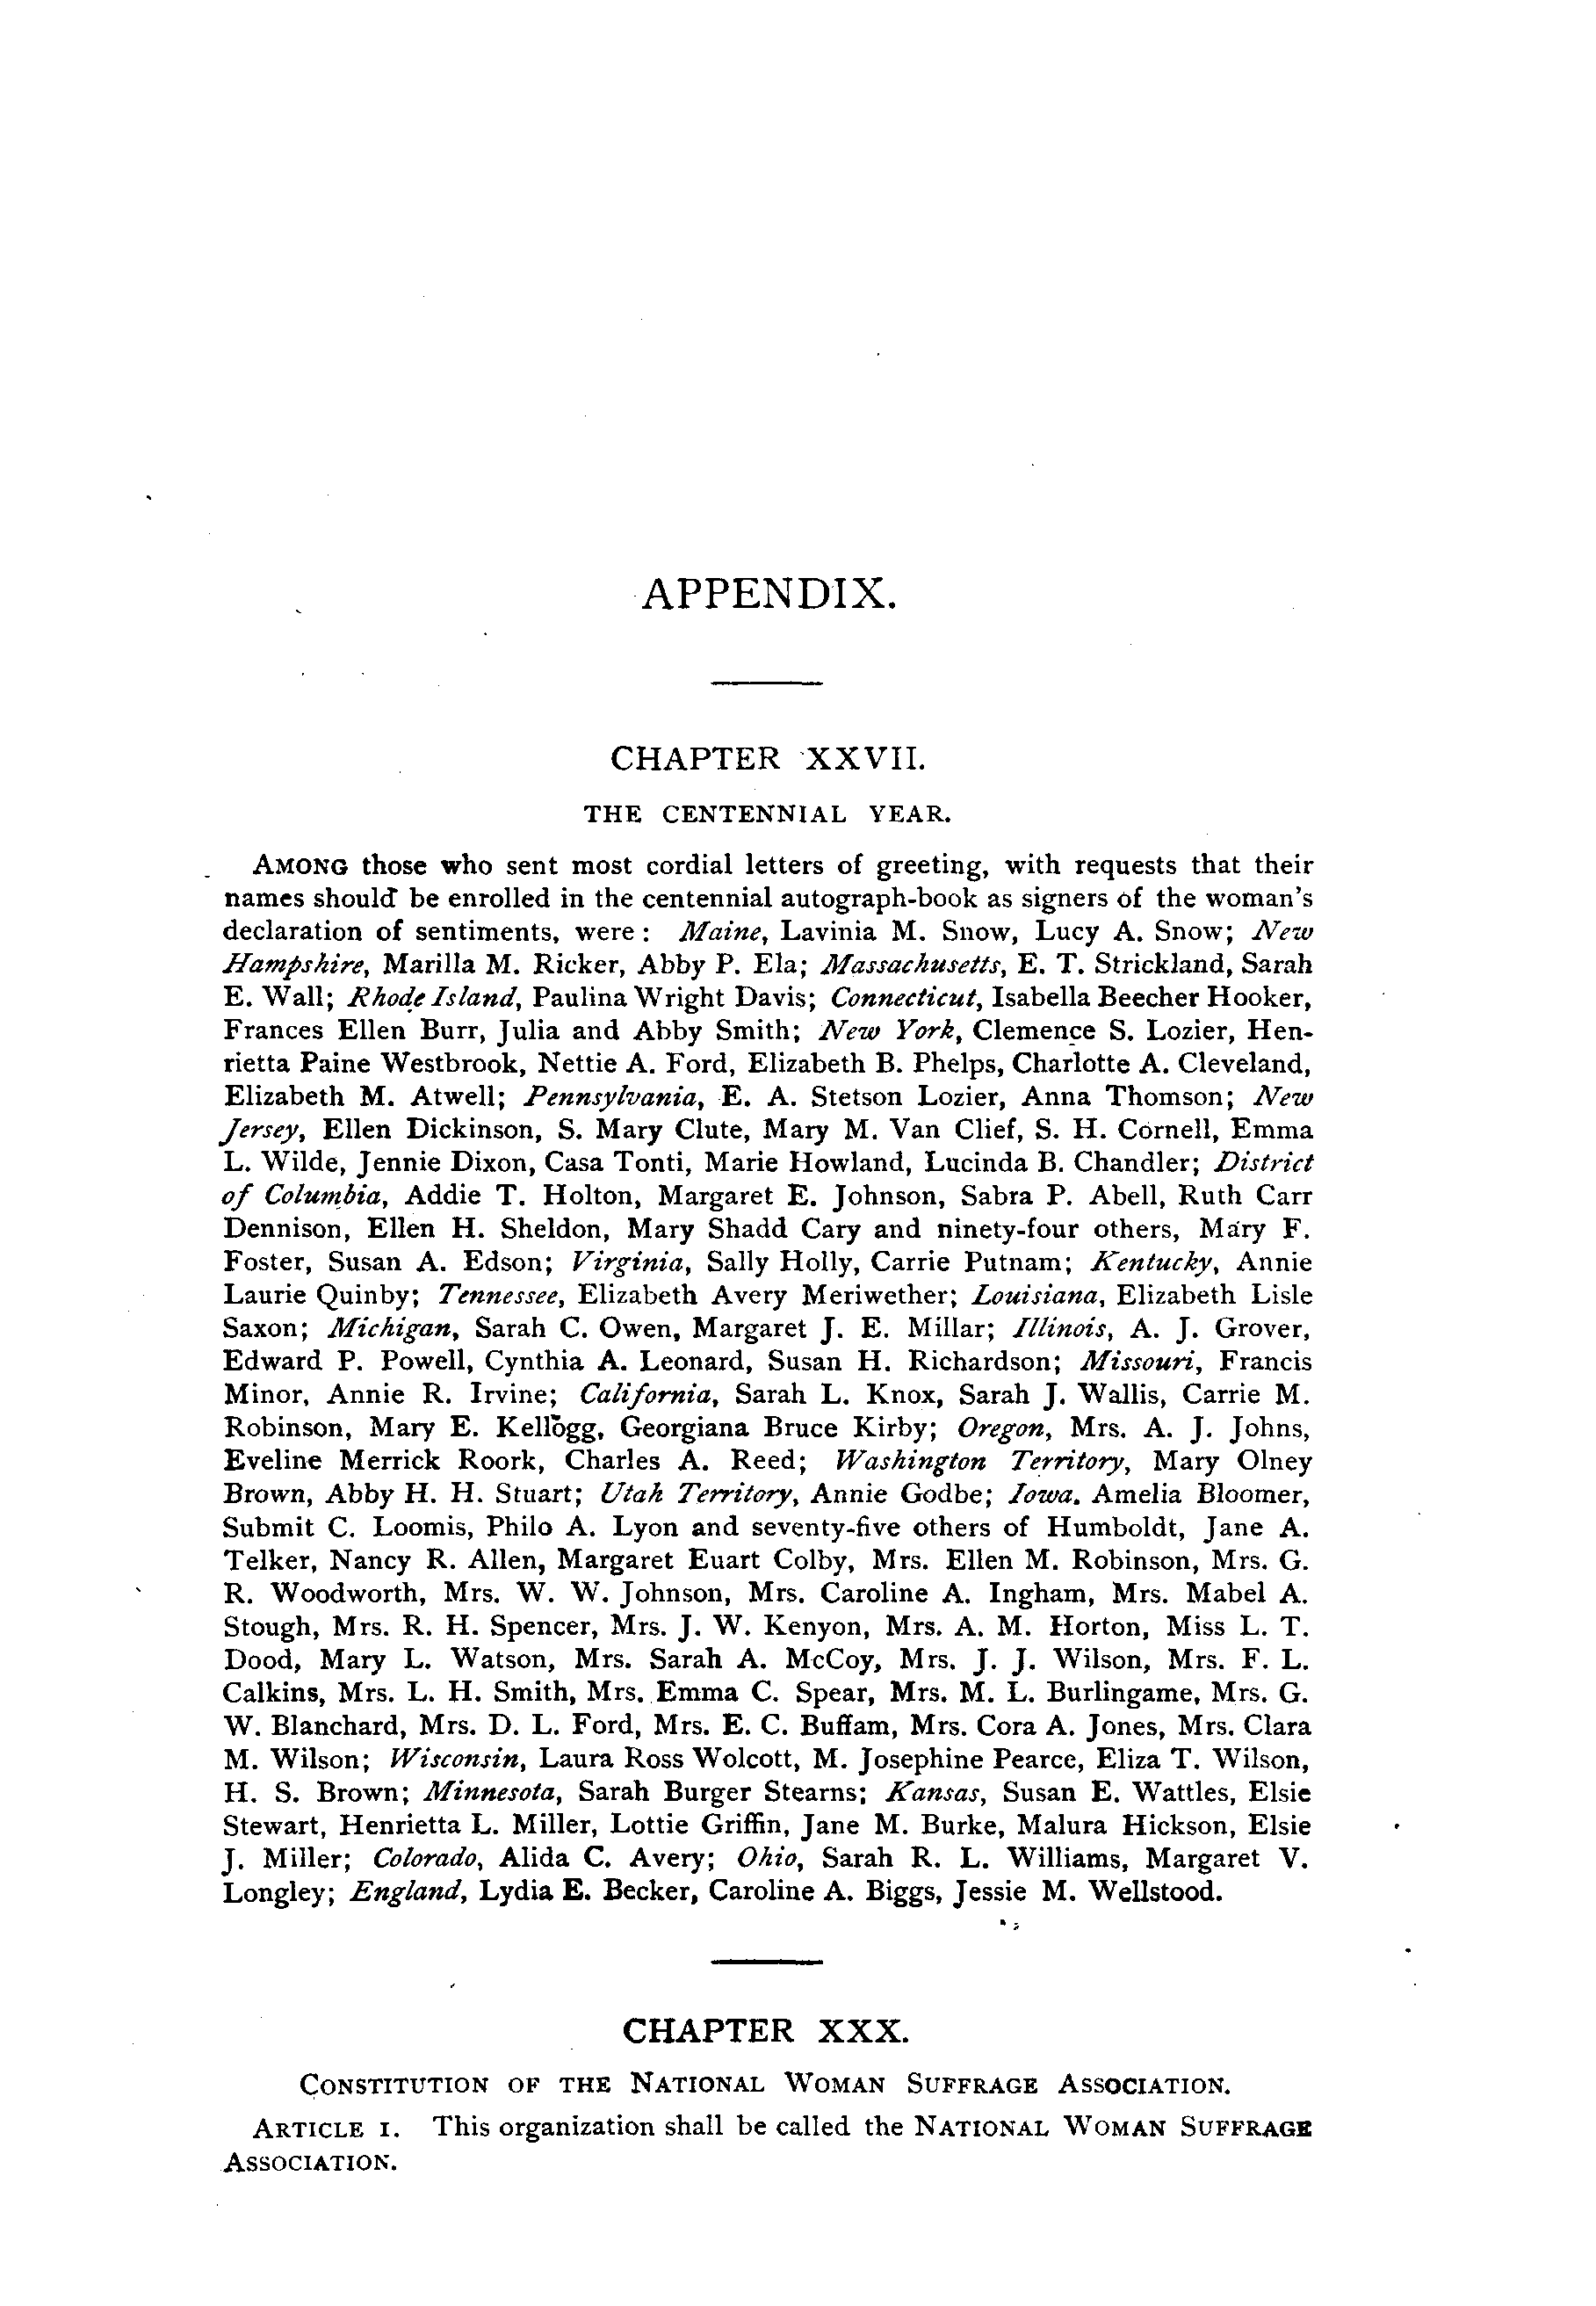 APPENDIX.
CHAPTER XXVII.
THE CENTENNIAL YEAR.
AMONG those who sent most cordial letters of greeting, with requests that their
names should be enrolled in the centennial autograph-book as signers of the woman's
declaration of sentiments, were: Maine, Lavinia M. Snow, Lucy A. Snow; New
Hampshire, Marilla M. Ricker, Abby P. Ela; Massachusetts, E. T. Strickland, Sarah
E. Wall; Rhode Island, Paulina Wright Davis; Connecticut, Isabella Beecher Hooker,
Frances Ellen Burr, Julia and Abby Smith; New York, Clemence S. Lozier, Hen-
rietta Paine Westbrook, Nettie A. Ford, Elizabeth B. Phelps, Charlotte A. Cleveland,
Elizabeth M. Atwell; Pennsylvania, E. A. Stetson Lozier, Anna Thomson; New
Jersey, Ellen Dickinson, S. Mary Clute, Mary M. Van Clief, S. H. Cornell, Emma
L. Wilde, Jennie Dixon, Casa Tonti, Marie Howland, Lucinda B. Chandler; District
of Columbia, Addie T. Holton, Margaret E. Johnson, Sabra P. Abell, Ruth Carr
Dennison, Ellen H. Sheldon, Mary Shadd Cary and ninety-four others, Mary F.
Foster, Susan A. Edson; Virginia, Sally Holly, Carrie Putnam; Kentucky, Annie
Laurie Quinby; Tennessee, Elizabeth Avery Meriwether; Louisiana, Elizabeth Lisle
Saxon; Michigan, Sarah C. Owen, Margaret J. E. Millar; Illinois, A. J. Grover,
Edward P. Powell, Cynthia A. Leonard, Susan H. Richardson; Missouri, Francis
Minor, Annie R. Irvine; California, Sarah L. Knox, Sarah J. Wallis, Carrie M.
Robinson, Mary E. Kellogg, Georgiana Bruce Kirby; Oregon, Mrs. A. J. Johns,
Eveline Merrick Roork, Charles A. Reed; Washington Territory, Mary Olney
Brown, Abby H. H. Stuart; Utah Territory, Annie Godbe; Iowa. Amelia Bloomer,
Submit C. Loomis, Philo A. Lyon and seventy-five others of Humboldt, Jane A.
Telker, Nancy R. Allen, Margaret Euart Colby, Mrs. Ellen M. Robinson, Mrs. G.
R. Woodworth, Mrs. W. W. Johnson, Mrs. Caroline A. Ingham, Mrs. Mabel A.
Stough, Mrs. R. H. Spencer, Mrs. J. W. Kenyon, Mrs. A. M. Horton, Miss L. T.
Dood, Mary L. Watson, Mrs. Sarah A. McCoy, Mrs. J. J. Wilson, Mrs. F. L.
Calkins, Mrs. L. H. Smith, Mrs. Emma C. Spear, Mrs. M. L. Burlingame, Mrs. G.
W. Blanchard, Mrs. D. L. Ford, Mrs. E. C. Buffam, Mrs. Cora A. Jones, Mrs. Clara
M. Wilson; Wisconsin, Laura Ross Wolcott, M. Josephine Pearce, Eliza T. Wilson,
H. S. Brown; Minnesota, Sarah Burger Stearns; Kansas, Susan E. Wattles, Elsie
Stewart, Henrietta L. Miller, Lottie Griffin, Jane M. Burke, Malura Hickson, Elsie
J. Miller; Colorado, Alida C. Avery; Ohio, Sarah R. L. Williams, Margaret V.
Longley; England, Lydia E. Becker, Caroline A. Biggs, Jessie M. Wellstood.
CHAPTER XXX.
CONSTITUTION OF THE NATIONAL WOMAN SUFFRAGE ASSOCIATION.
ARTICLE I. This organization shall be called the NATIONAL WOMAN SUFFRAGE
ASSOCIATION.